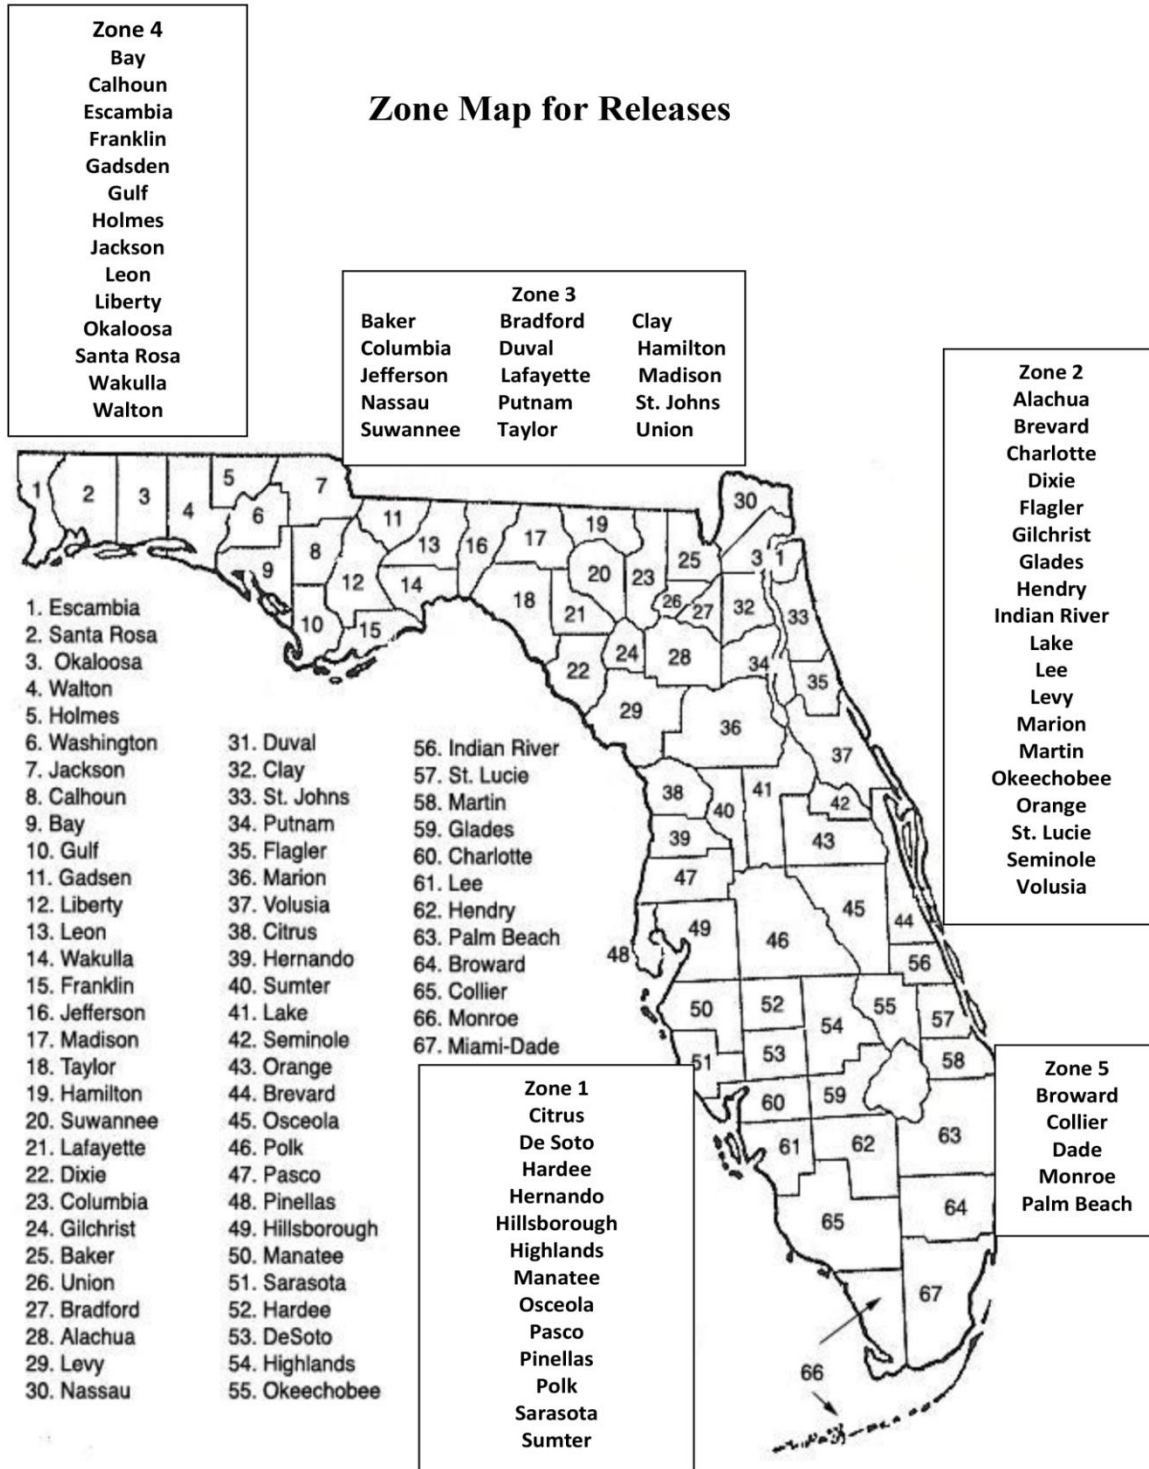 Zone 4
Bay
Calhoun
Escambia
Franklin
Gadsden
Gulf
Holmes
Jackson
Leon
Liberty
Okaloosa
Santa Rosa
Wakulla
Walton
Zone Map for Releases
Zone 3
Baker Bradford Clay
Columbia Duval Hamilton
Jefferson Lafayette Madison
Nassau Putnam St. Johns
Suwannee Taylor Union
Zone 2
Alachua
Brevard
Charlotte
Dixie
Flagler
Gilchrist
Glades
Hendry
Indian River
Lake
Lee
Levy
Marion
Martin
Okeechobee
Orange
St. Lucie
Seminole
Volusia
1
2
3
4
5
6
7
8
9
10
11
12
13
14
15
16
17
18
19
20
21
22
23
24
25
26
27
28
29
30
3 1
32
33
34
35
36
37
38
39
40
41
42
43
44
45
46
47
48
49
50
51
52
53
54
55
56
57
58
59
60
61
62
63
64
65
66
67
1. Escambia
2. Santa Rosa
3. Okaloosa
4. Walton
5. Holmes
6. Washington
7. Jackson
8. Calhoun
9. Bay
10. Gulf
11. Gadsen
12. Liberty
13. Leon
14. Wakulla
15. Franklin
16. Jefferson
17. Madison
18. Taylor
19. Hamilton
20. Suwannee
21. Lafayette
22. Dixie
23. Columbia
24. Gilchrist
25. Baker
26. Union
27. Bradford
28. Alachua
29. Levy
30. Nassau
31. Duval
32. Clay
33. St. Johns
34. Putnam
35. Flagler
36. Marion
37. Volusia
38. Citrus
39. Hernando
40. Sumter
41. Lake
42. Seminole
43. Orange
44. Brevard
45. Osceola
46. Polk
47. Pasco
48. Pinellas
49. Hillsborough
50. Manatee
51. Sarasota
52. Hardee
53. DeSoto
54. Highlands
55. Okeechobee
56. Indian River
57. St. Lucie
58. Martin
59. Glades
60. Charlotte
61. Lee
62. Hendry
63. Palm Beach
64. Broward
65. Collier
66. Monroe
67. Miami-Dade
Zone 1
Citrus
De Soto
Hardee
Hernando
Hillsborough
Highlands
Manatee
Osceola
Pasco
Pinellas
Polk
Sarasota
Sumter
Zone 5
Broward
Collier
Dade
Monroe
Palm Beach